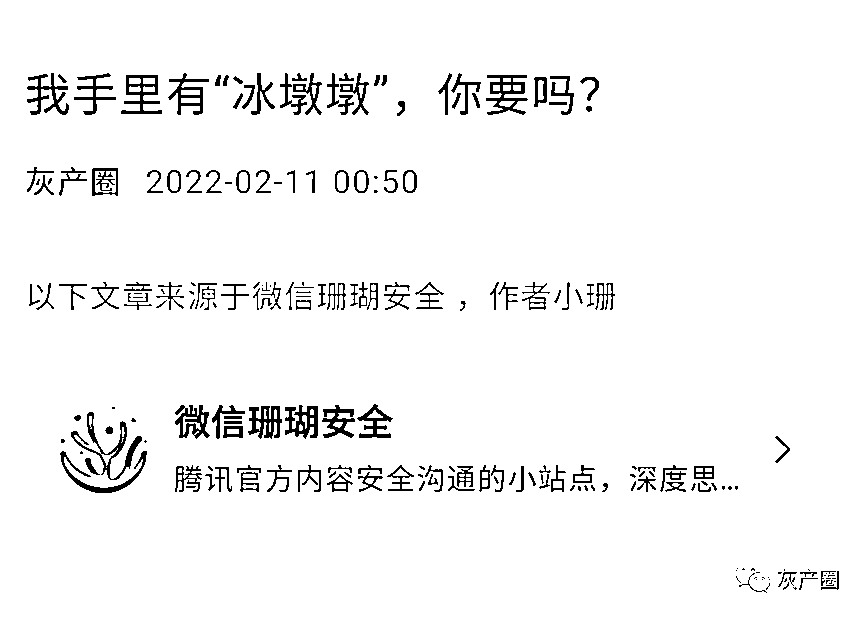 我手里有“冰墩墩”，你要吗？
灰产圈 2022-02-11 00:50
以下文章来源于微信珊瑚安全 ，作者小珊
微信珊瑚安全
腾讯官方内容安全沟通的小站点，深度思...
灰产圈